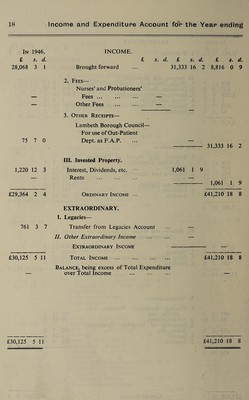 18 Income and Expenditure Account for the Year ending
IN 1946. INCOME.
£ s. d. £ s. d. £ s. d. £ s. d.
28,068 3 1 Brought forward ... 31,333 16 2 8,816 0 9
2. FEES—
Nurses' and Probationers'
— Fees ... ... ... —
— Other Fees ... ... —
—
3. OTHER RECEIPTS—
Lambeth Borough Council—
For use of Out-Patient
75 7 0 Dept. as F.A.P. ... —
31,333 16 2
III. Invested Property.
1,220 12 3 Interest, Dividends, etc. 1,061 1 9
— Rents ... ... ... —
1,061 1 9
£29,364 2 4 ORDINARY INCOME ... £41,210 18 8
EXTRAORDINARY.
I. Legacies—
761 3 7 Transfer from Legacies Account ... —
II. Other Extraordinary Income ... ... —
EXTRAORDINARY INCOME —
£30,125 5 11 TOTAL INCOME ... ... ... ... £41,210 18 8
BALANCE, being excess of Total Expenditure
— over Total Income ... ... ... —
£30,125 5 11 £41,210 18 8